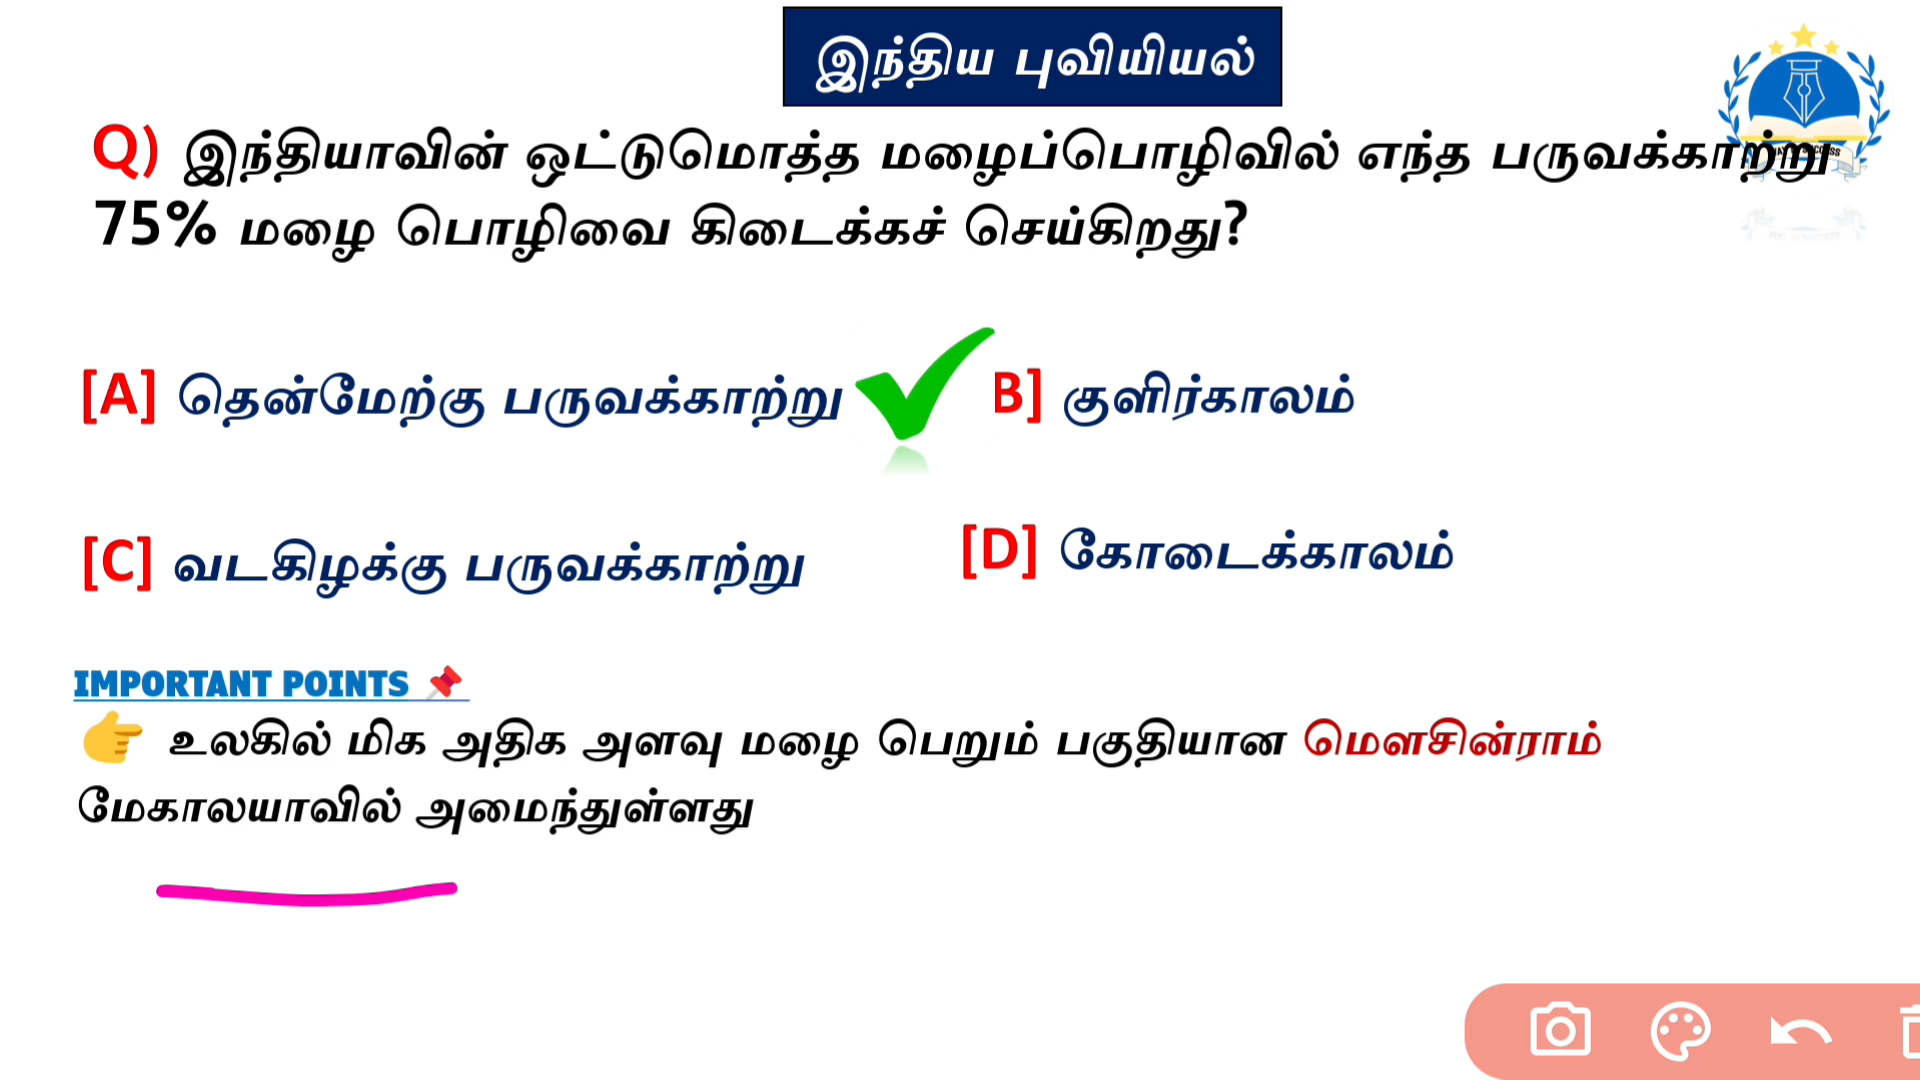 இந்திய புவியியல்
Q) இந்தியாவின் ஒட்டுமொத்த மழைப்பொழிவில் எந்த பருவக்காற்று
75% மழை பொழிவை கிடைக்கச் செய்கிறது?
[A] தென்மேற்கு பருவக்காற்று B] குளிர்காலம்
[C] வடகிழக்கு பருவக்காற்று [D] கோடைக்காலம்
IMPORTANT POINTS
உலகில் மிக அதிக அளவு மழை பெறும் பகுதியான மௌசின்ராம்
மேகாலயாவில் அமைந்துள்ளது